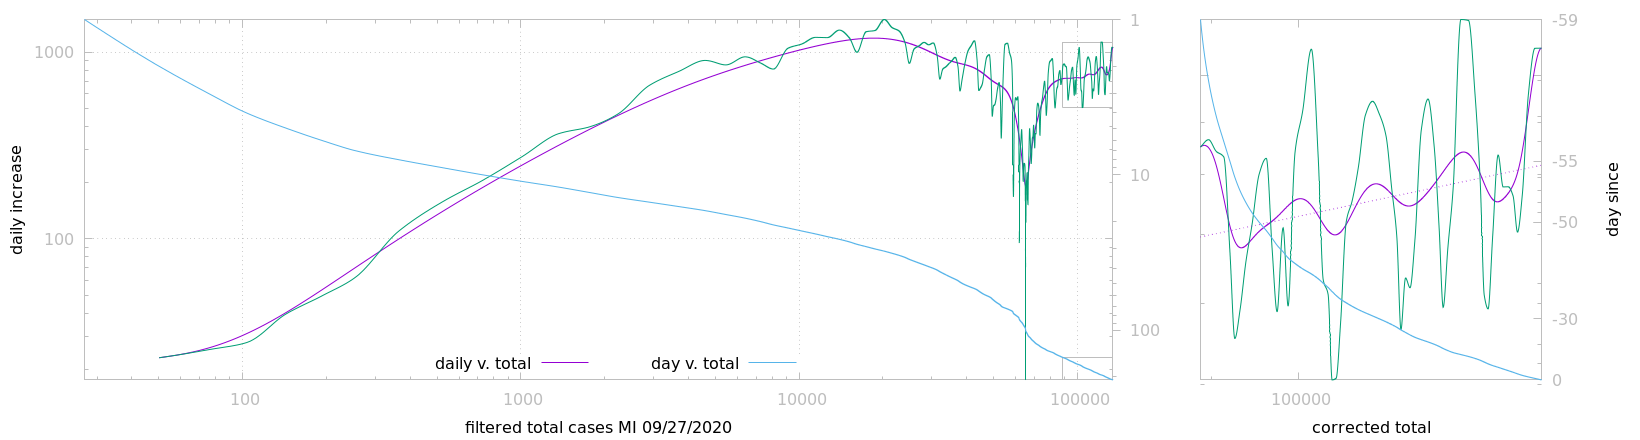 1000
100
daily increase
1
10
100
daily v. total
day v. total
100
1000
10000
100000
filtered total cases MI 09/27/2020
-59
-55
-50
-30
0
day since
100000
corrected total